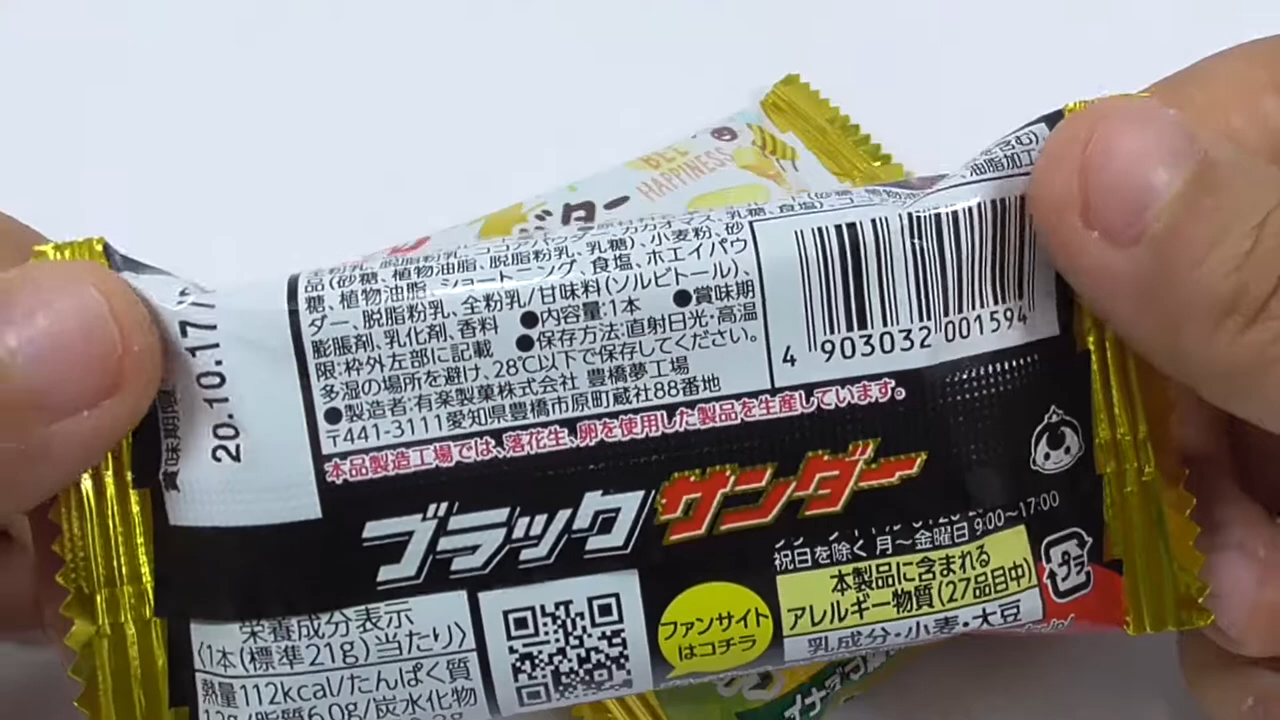 BEE
HAPPINESS
バター
全粉乳、脱脂粉乳、ココアパウダー、カカオマス、乳糖、食塩)、ココア
品(砂糖、植物油脂、脱脂粉乳、乳糖)、小麦粉、砂
糖、植物油脂、ショートニング、食塩、ホエイパウ
ダー、脱脂粉乳、全粉乳/甘味料(ソルビトール)、
膨脹剤、乳化剤、香料 ●内容量:1本 ●賞味期
限:枠外左部に記載 ●保存方法:直射日光・高温
多湿の場所を避け、28℃以下で保存してください。
●製造者:有楽製菓株式会社 豊橋夢工場
〒441-3111愛知県豊橋市原町蔵社88番地
油脂加工
賞味期限
20.10.17
4 903032 001594
本品製造工場では、落花生、卵を使用した製品を生産しています。
ブラックサンダー
祝日を除く 月〜金曜日 9:00〜17:00
本製品に含まれる
アレルギー物質(27品目中)
乳成分・小麦・大豆
プラ
ファンサイト
はコチラ
栄養成分表示
〈1本(標準21g)当たり〉
熱量112kcal/たんぱく質
脂質6.0g/炭水化物